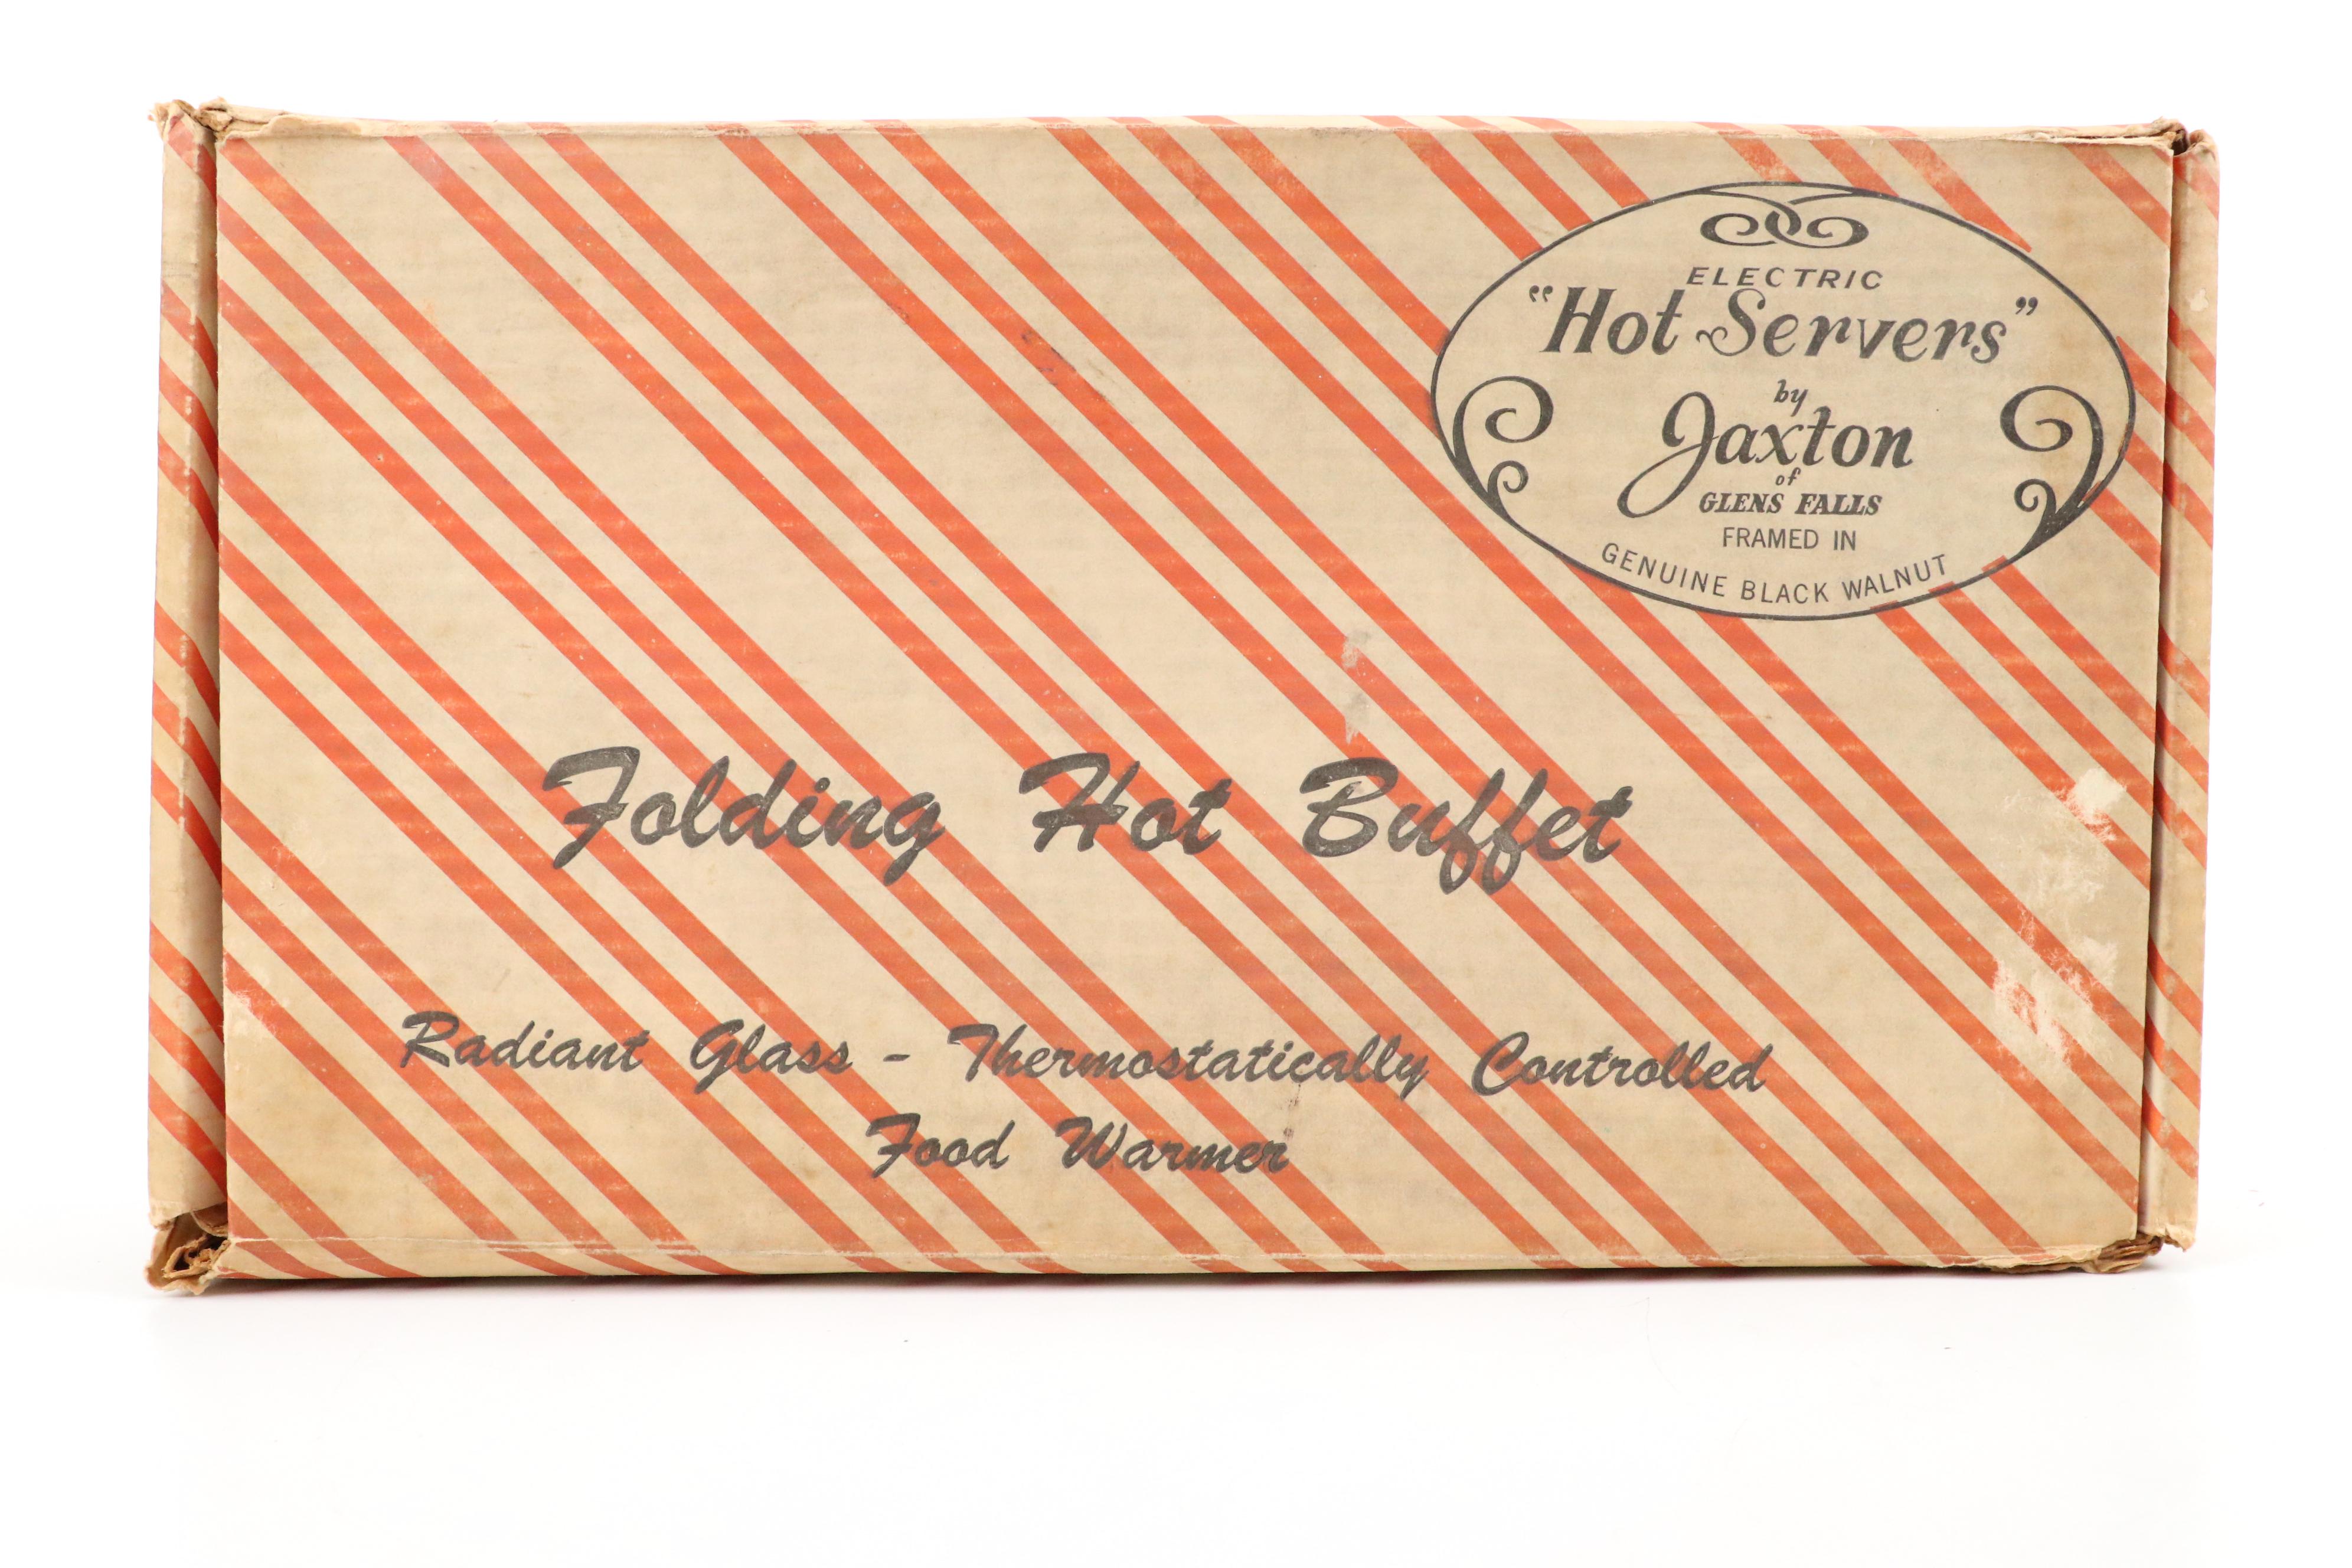 ELECTRIC
"Hot Servers"
by
Jaxton
of
GLENS FALLS
FRAMED IN
GENUINE BLACK WALNUT
Folding Hot Buffet
Radiant Glass - Thermostatically Controlled
Food Warmer